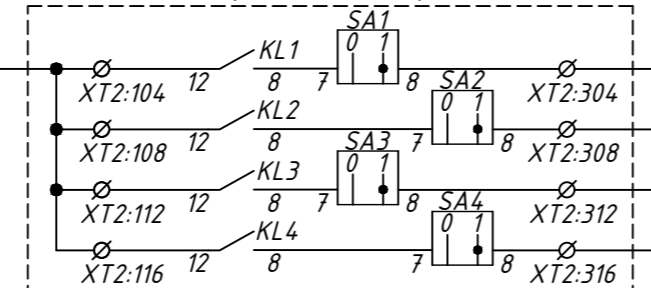 SA1
0 1
KL1
12 8 7 8
XT2:104 XT2:304
SA2
0 1
KL2
12 8 7 8
XT2:108 XT2:308
SA3
0 1
KL3
12 8 7 8
XT2:112 XT2:312
SA4
0 1
KL4
12 8 7 8
XT2:116 XT2:316